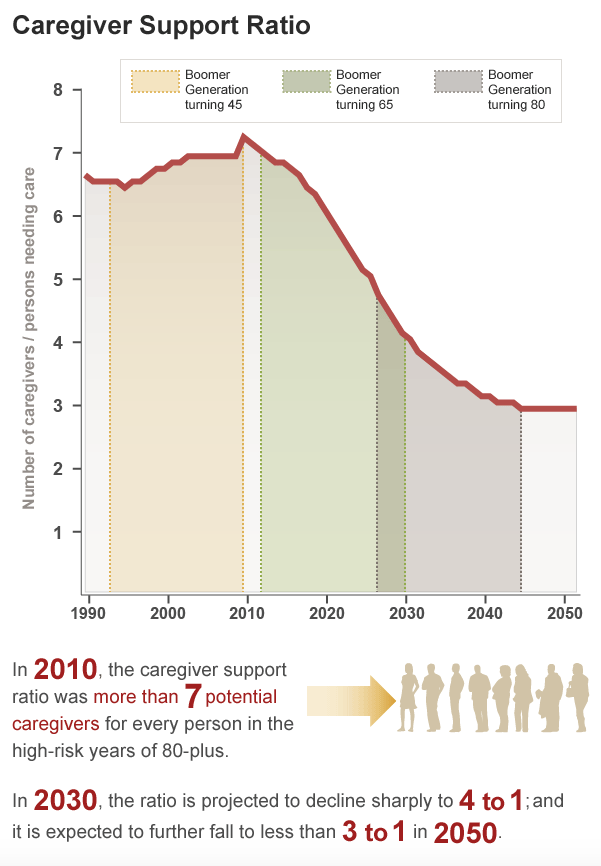 Caregiver Support Ratio
Boomer
Generation
turning 45
Boomer
Generation
turning 65
Boomer
Generation
turning 80
Number of caregivers / persons needing care
8
7
6
5
4
3
2
1
1990 2000 2010 2020 2030 2040 2050
In 2010, the caregiver support
ratio was more than 7 potential
caregivers for every person in the
high-risk years of 80-plus.
In 2030, the ratio is projected to decline sharply to 4 to 1; and
it is expected to further fall to less than 3 to 1 in 2050.